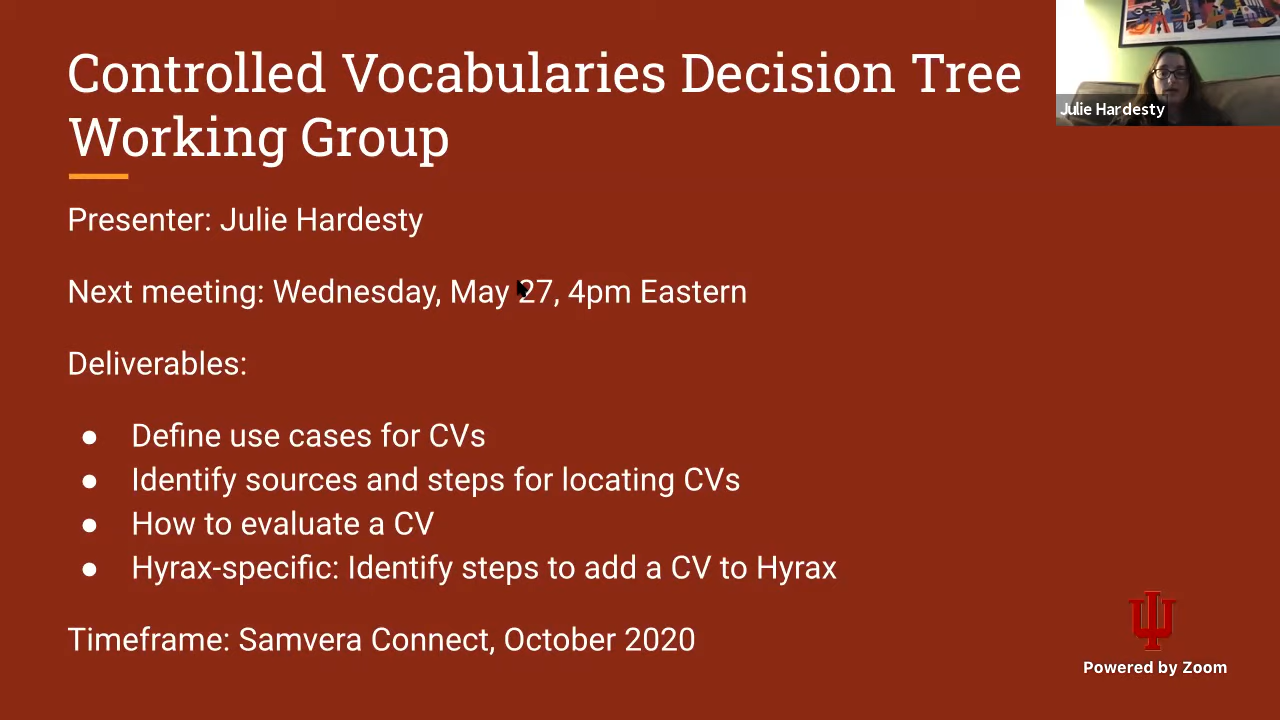 Controlled Vocabularies Decision Tree
Working Group
Julie Hardesty
Presenter: Julie Hardesty
Next meeting: Wednesday, May 27, 4pm Eastern
Deliverables:
● Define use cases for CVs
● Identify sources and steps for locating CVs
● How to evaluate a CV
● Hyrax-specific: Identify steps to add a CV to Hyrax
Timeframe: Samvera Connect, October 2020
Powered by Zoom